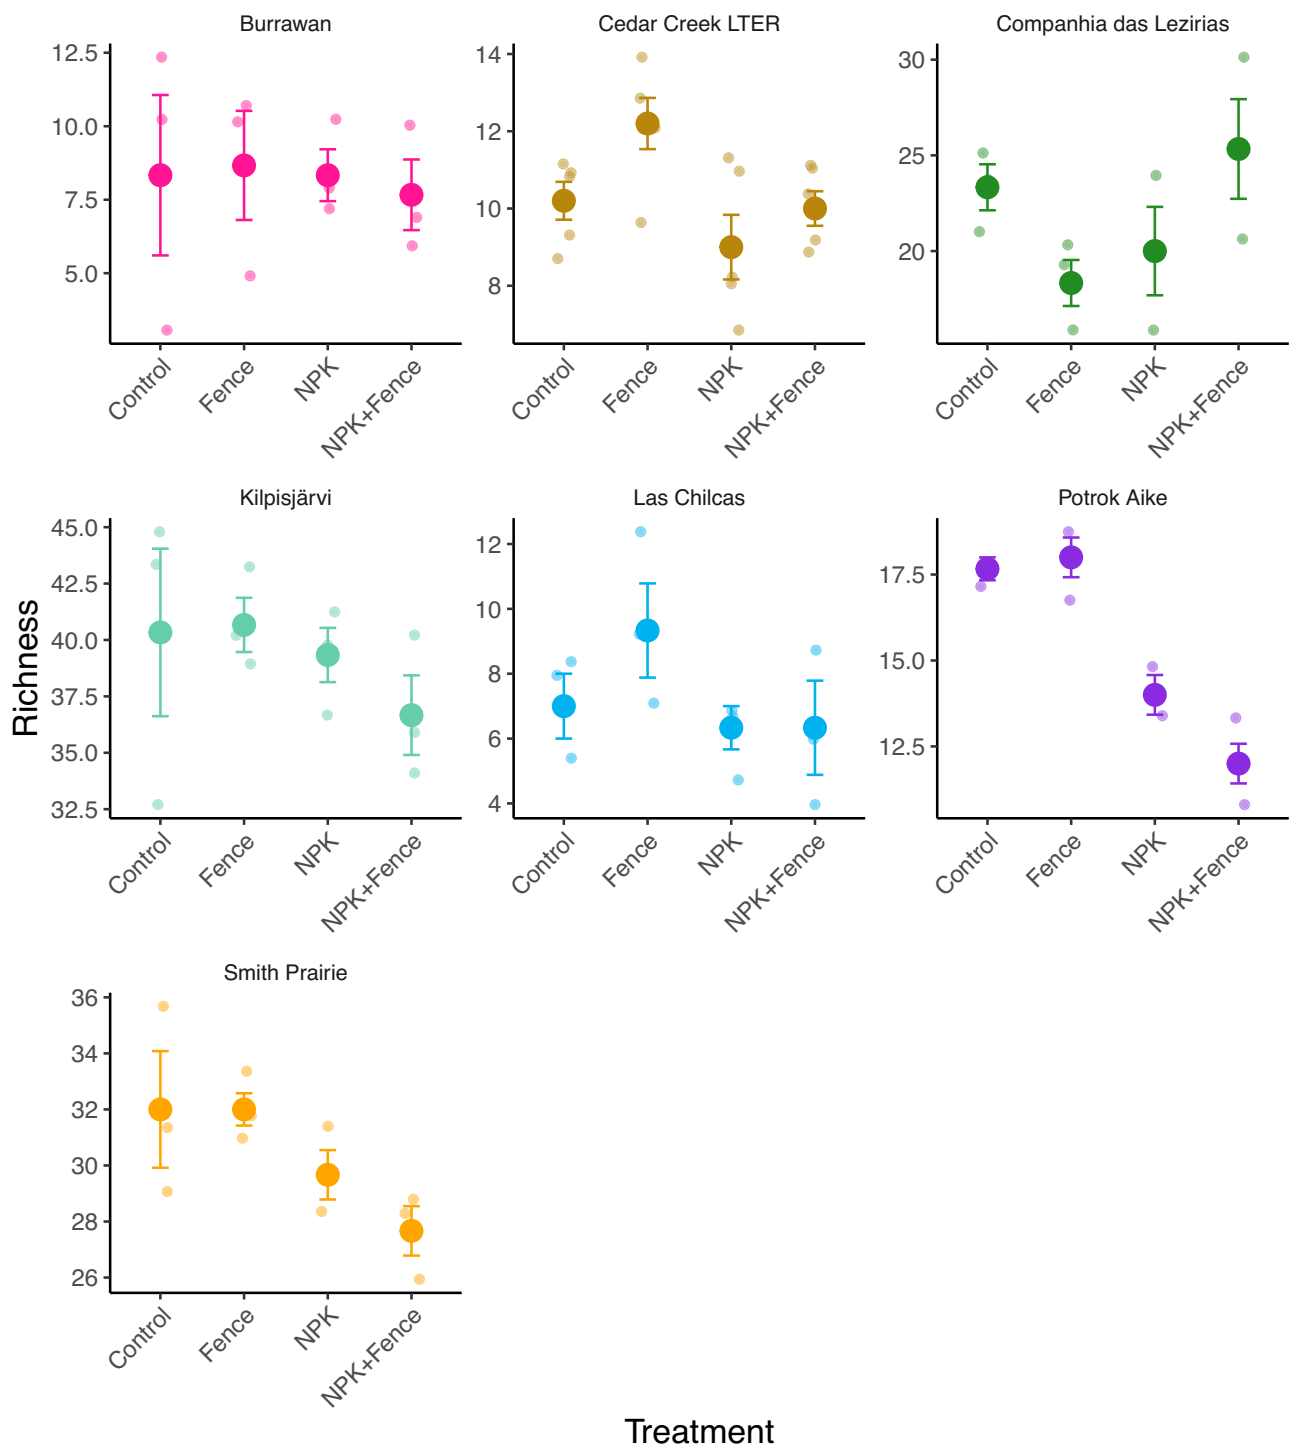 Burrawan
Cedar Creek LTER
Companhia das Lezirias
12.5
10.0
7.5
5.0
Control
Fence
NPK
NPK+Fence
14
12
10
8
Control
Fence
NPK
NPK+Fence
30
25
20
Control
Fence
NPK
NPK+Fence
Kilpisjärvi
Las Chilcas
Potrok Aike
Richness
45.0
42.5
40.0
37.5
35.0
32.5
Control
Fence
NPK
NPK+Fence
12
10
8
6
4
Control
Fence
NPK
NPK+Fence
17.5
15.0
12.5
Control
Fence
NPK
NPK+Fence
Smith Prairie
36
34
32
30
28
26
Control
Fence
NPK
NPK+Fence
Treatment